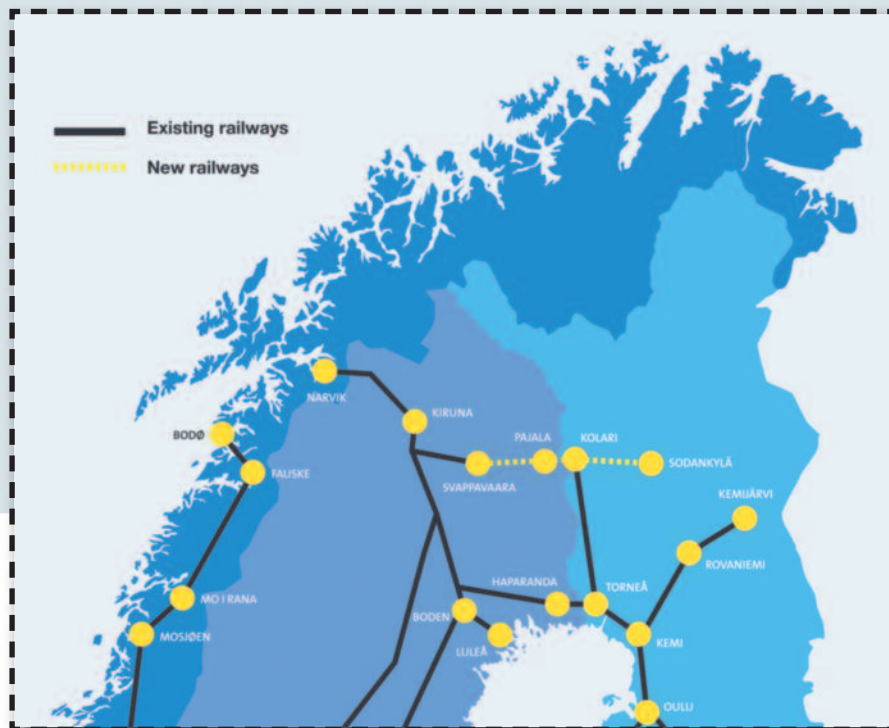 Existing railways
New railways
NARVIK
KIRUNA
BODØ
PAJALA
KOLARI
FAUSKE
SVAPPAVAARA
SODANKYLÄ
KEMIJÄRVI
ROVANIEMI
HAPARANDA
TORNEÅ
MO I RANA
BODEN
MOSJØEN
LULEÅ
KEMI
OULU